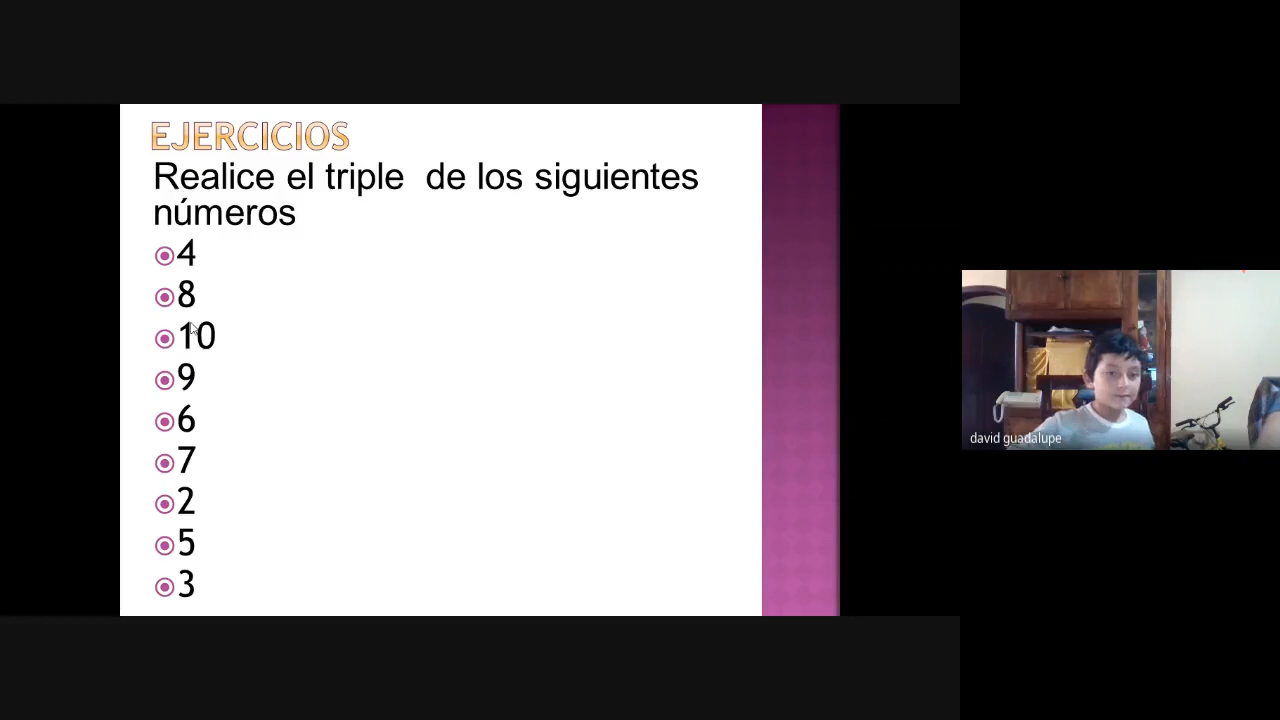 EJERCICIOS
Realice el triple de los siguientes
números
4
8
10
9
6
7
2
5
3
david guadalupe